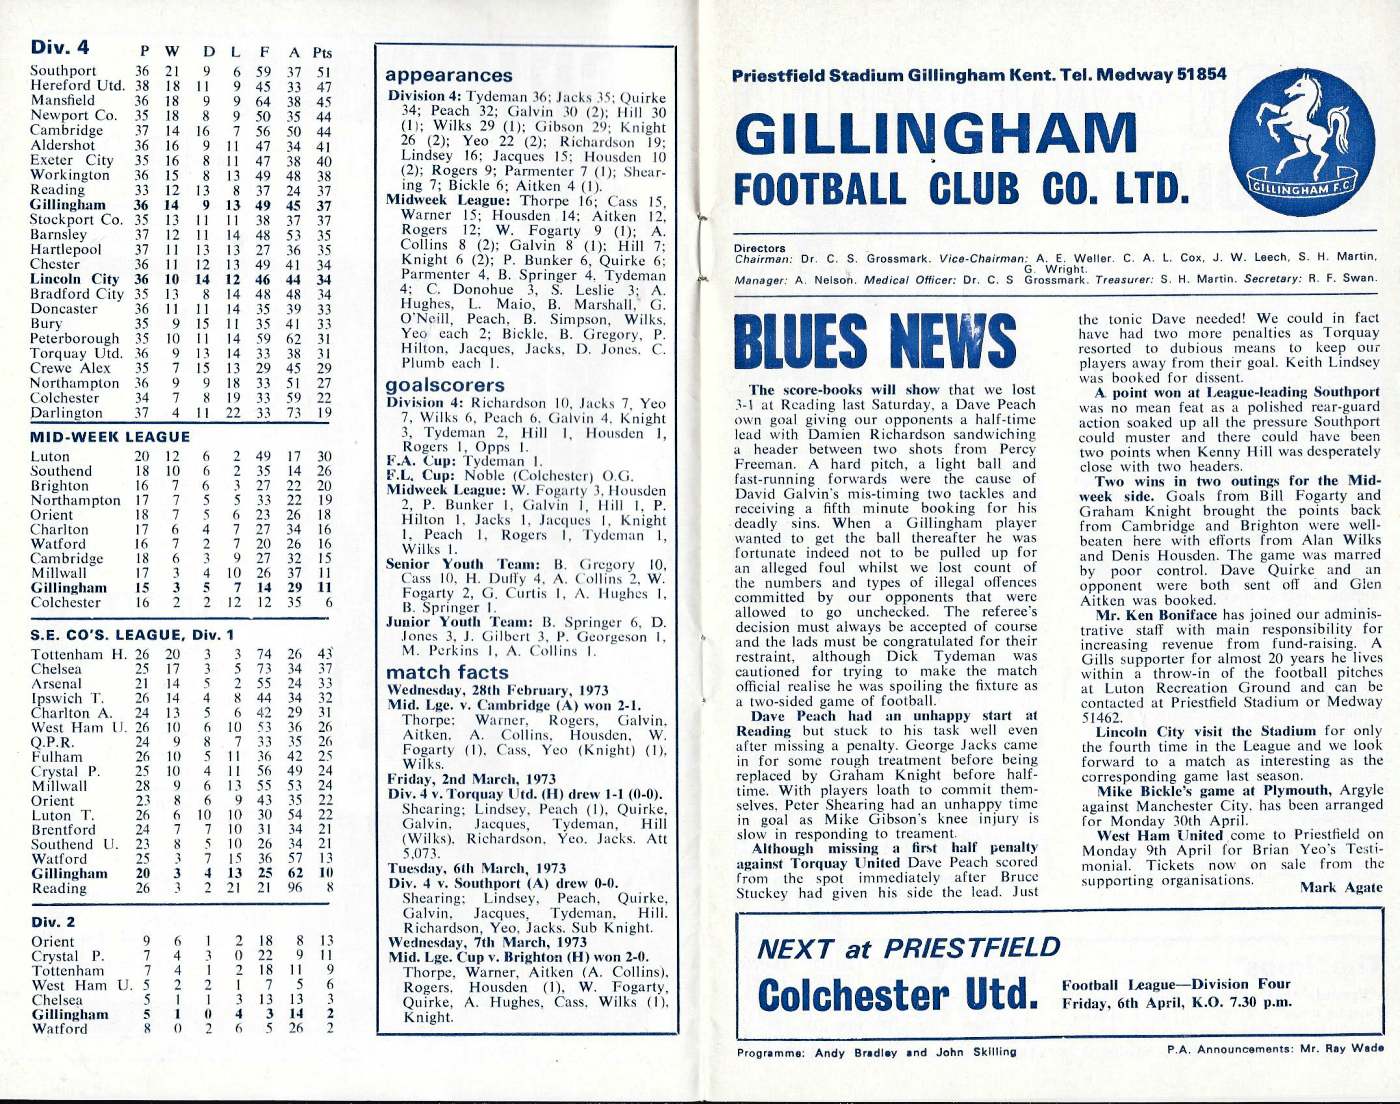 Div. 4 P W D L F A Pts
Southport 36 21 9 6 59 37 51
Hereford Utd. 38 18 11 9 45 33 47
Mansfield 36 18 9 9 64 38 45
Newport Co. 35 18 8 9 50 35 44
Cambridge 37 14 16 7 56 50 44
Aldershot 36 16 9 11 47 34 41
Exeter City 35 16 8 11 47 38 40
Workington 36 15 8 13 49 48 38
Reading 33 12 13 8 37 24 37
Gillingham 36 14 9 13 49 45 37
Stockport Co. 35 13 11 11 38 37 37
Barnsley 37 12 11 14 48 53 35
Hartlepool 37 11 13 13 27 36 35
Chester 36 11 12 13 49 41 34
Lincoln City 36 10 14 12 46 44 34
Bradford City 35 13 8 14 48 48 34
Doncaster 36 11 11 14 35 39 33
Bury 35 9 15 11 35 41 33
Peterborough 35 10 11 14 59 62 31
Torquay Utd. 36 9 13 14 33 38 31
Crewe Alex 35 7 15 13 29 45 29
Northampton 36 9 9 18 33 51 27
Colchester 34 7 8 19 33 59 22
Darlington 37 4 11 22 33 73 19
MID-WEEK LEAGUE
Luton 20 12 6 2 49 17 30
Southend 18 10 6 2 35 14 26
Brighton 16 7 6 3 27 22 20
Northampton 17 7 5 5 33 22 19
Orient 18 7 5 6 23 26 18
Charlton 17 6 4 7 27 34 16
Watford 16 7 2 7 20 26 16
Cambridge 18 6 3 9 27 32 15
Millwall 17 3 4 10 26 37 11
Gillingham 15 3 5 7 14 29 11
Colchester 16 2 2 12 12 35 6
S.E. CO'S. LEAGUE, Div. 1
Tottenham H. 26 20 3 3 74 26 43
Chelsea 25 17 3 5 73 34 37
Arsenal 21 14 5 2 55 24 33
Ipswich T. 26 14 4 8 44 34 32
Charlton A. 24 13 5 6 42 29 31
West Ham U. 26 10 6 10 53 36 26
Q.P.R. 24 9 8 7 33 35 26
Fulham 26 10 5 11 36 42 25
Crystal P. 25 10 4 11 56 49 24
Millwall 28 9 6 13 55 53 24
Orient 23 8 6 9 43 35 22
Luton T. 26 6 10 10 30 54 22
Brentford 24 7 7 10 31 34 21
Southend U. 23 8 5 10 26 34 21
Watford 25 3 7 15 36 57 13
Gillingham 20 3 4 13 25 62 10
Reading 26 3 2 21 21 96 8
Div. 2
Orient 9 6 1 2 18 8 13
Crystal P. 7 4 3 0 22 9 11
Tottenham 7 4 1 2 18 11 9
West Ham U. 5 2 2 1 7 5 6
Chelsea 5 1 1 3 13 13 3
Gillingham 5 1 0 4 3 14 2
Watford 8 0 2 6 5 26 2
appearances
Division 4: Tydeman 36; Jacks 35; Quirke
34; Peach 32; Galvin 30 (2); Hill 30
(1); Wilks 29 (1); Gibson 29; Knight
26 (2); Yeo 22 (2); Richardson 19;
Lindsey 16; Jacques 15; Housden 10
(2); Rogers 9; Parmenter 7 (1); Shear-
ing 7; Bickle 6; Aitken 4 (1).
Midweek League: Thorpe 16; Cass 15,
Warner 15; Housden 14; Aitken 12,
Rogers 12; W. Fogarty 9 (1); A.
Collins 8 (2); Galvin 8 (1); Hill 7;
Knight 6 (2); P. Bunker 6, Quirke 6;
Parmenter 4, B. Springer 4, Tydeman
4; C. Donohue 3, S. Leslie 3; A.
Hughes, L. Maio, B. Marshall, G.
O'Neill, Peach, B. Simpson, Wilks,
Yeo each 2; Bickle, B. Gregory, P.
Hilton, Jacques, Jacks, D. Jones, C.
Plumb each 1.
goalscorers
Division 4: Richardson 10, Jacks 7, Yeo
7, Wilks 6, Peach 6, Galvin 4, Knight
3, Tydeman 2, Hill 1, Housden 1,
Rogers 1, Opps 1.
F.A. Cup: Tydeman 1.
F.L. Cup: Noble (Colchester) O.G.
Midweek League: W. Fogarty 3, Housden
2, P. Bunker 1, Galvin 1, Hill 1, P.
Hilton 1, Jacks 1, Jacques 1, Knight
1, Peach 1, Rogers 1, Tydeman 1,
Wilks 1.
Senior Youth Team: B. Gregory 10,
Cass 10, H. Duffy 4, A. Collins 2, W.
Fogarty 2, G. Curtis 1, A. Hughes 1,
B. Springer 1.
Junior Youth Team: B. Springer 6, D.
Jones 3, J. Gilbert 3, P. Georgeson 1,
M. Perkins 1, A. Collins 1.
match facts
Wednesday, 28th February, 1973
Mid. Lge. v. Cambridge (A) won 2-1.
Thorpe; Warner, Rogers, Galvin,
Aitken, A. Collins, Housden, W.
Fogarty (1), Cass, Yeo (Knight) (1),
Wilks.
Friday, 2nd March, 1973
Div. 4 v. Torquay Utd. (H) drew 1-1 (0-0).
Shearing; Lindsey, Peach (1), Quirke,
Galvin, Jacques, Tydeman, Hill
(Wilks), Richardson, Yeo, Jacks. Att
5,073.
Tuesday, 6th March, 1973
Div. 4 v. Southport (A) drew 0-0.
Shearing; Lindsey, Peach, Quirke,
Galvin, Jacques, Tydeman, Hill.
Richardson, Yeo, Jacks. Sub Knight.
Wednesday, 7th March, 1973
Mid. Lge. Cup v. Brighton (H) won 2-0.
Thorpe, Warner, Aitken (A. Collins),
Rogers, Housden (1), W. Fogarty,
Quirke, A. Hughes, Cass, Wilks (1),
Knight.
Priestfield Stadium Gillingham Kent. Tel. Medway 51854
GILLINGHAM
FOOTBALL CLUB CO. LTD.
GILLINGHAM F.C.
Directors
Chairman: Dr. C. S. Grossmark. Vice-Chairman: A. E. Weller. C. A. L. Cox, J. W. Leech, S. H. Martin,
G. Wright.
Manager: A. Nelson. Medical Officer: Dr. C. S Grossmark. Treasurer: S. H. Martin. Secretary: R. F. Swan.
BLUES NEWS
The score-books will show that we lost
3-1 at Reading last Saturday, a Dave Peach
own goal giving our opponents a half-time
lead with Damien Richardson sandwiching
a header between two shots from Percy
Freeman. A hard pitch, a light ball and
fast-running forwards were the cause of
David Galvin's mis-timing two tackles and
receiving a fifth minute booking for his
deadly sins. When a Gillingham player
wanted to get the ball thereafter he was
fortunate indeed not to be pulled up for
an alleged foul whilst we lost count of
the numbers and types of illegal offences
committed by our opponents that were
allowed to go unchecked. The referee's
decision must always be accepted of course
and the lads must be congratulated for their
restraint, although Dick Tydeman was
cautioned for trying to make the match
official realise he was spoiling the fixture as
a two-sided game of football.
Dave Peach had an unhappy start at
Reading but stuck to his task well even
after missing a penalty. George Jacks came
in for some rough treatment before being
replaced by Graham Knight before half-
time. With players loath to commit them-
selves, Peter Shearing had an unhappy time
in goal as Mike Gibson's knee injury is
slow in responding to treament.
Although missing a first half penalty
against Torquay United Dave Peach scored
from the spot immediately after Bruce
Stuckey had given his side the lead. Just
the tonic Dave needed! We could in fact
have had two more penalties as Torquay
resorted to dubious means to keep our
players away from their goal. Keith Lindsey
was booked for dissent.
A point won at League-leading Southport
was no mean feat as a polished rear-guard
action soaked up all the pressure Southport
could muster and there could have been
two points when Kenny Hill was desperately
close with two headers.
Two wins in two outings for the Mid-
week side. Goals from Bill Fogarty and
Graham Knight brought the points back
from Cambridge and Brighton were well-
beaten here with efforts from Alan Wilks
and Denis Housden. The game was marred
by poor control. Dave Quirke and an
opponent were both sent off and Glen
Aitken was booked.
Mr. Ken Boniface has joined our adminis-
trative staff with main responsibility for
increasing revenue from fund-raising. A
Gills supporter for almost 20 years he lives
within a throw-in of the football pitches
at Luton Recreation Ground and can be
contacted at Priestfield Stadium or Medway
51462.
Lincoln City visit the Stadium for only
the fourth time in the League and we look
forward to a match as interesting as the
corresponding game last season.
Mike Bickle's game at Plymouth, Argyle
against Manchester City, has been arranged
for Monday 30th April.
West Ham United come to Priestfield on
Monday 9th April for Brian Yeo's Testi-
monial. Tickets now on sale from the
supporting organisations.
Mark Agate
NEXT at PRIESTFIELD
Colchester Utd.
Football League—Division Four
Friday, 6th April, K.O. 7.30 p.m.
Programme: Andy Bradley and John Skilling
P.A. Announcements: Mr. Ray Wade